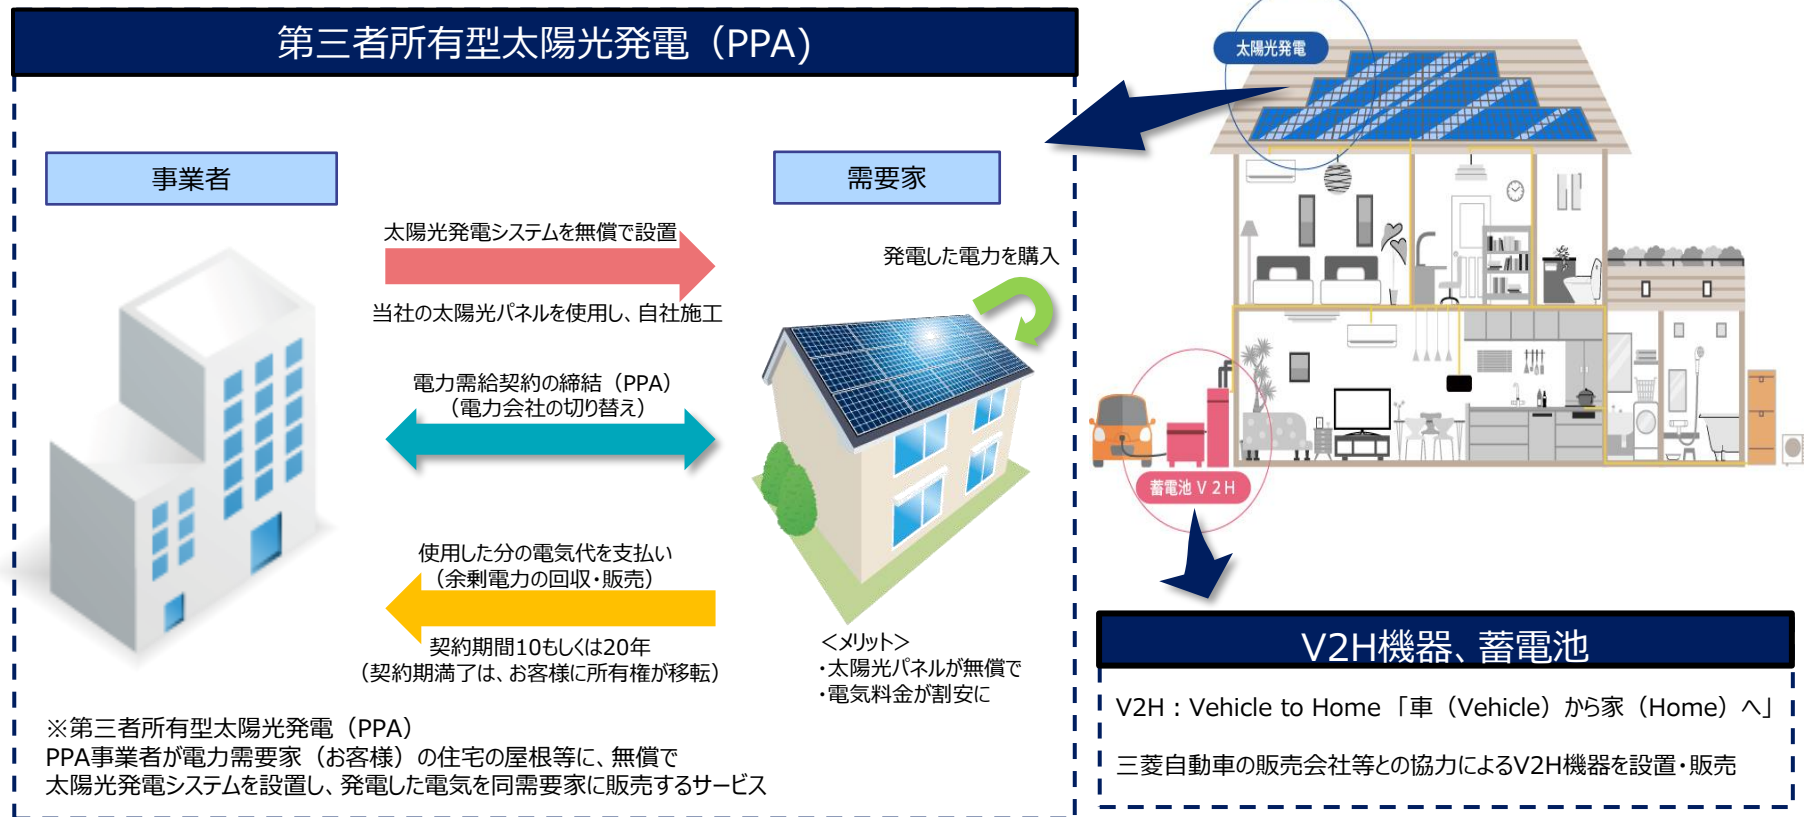 第三者所有型太陽光発電（PPA）
事業者
需要家
太陽光発電システムを無償で設置
当社の太陽光パネルを使用し、自社施工
発電した電力を購入
電力需給契約の締結（PPA）
（電力会社の切り替え）
使用した分の電気代を支払い
（余剰電力の回収・販売）
契約期間10もしくは20年
（契約期満了は、お客様に所有権が移転）
＜メリット＞
・太陽光パネルが無償で
・電気料金が割安に
※第三者所有型太陽光発電（PPA）
PPA事業者が電力需要家（お客様）の住宅の屋根等に、無償で
太陽光発電システムを設置し、発電した電気を同需要家に販売するサービス
太陽光発電
蓄電池 V 2 H
V2H機器、蓄電池
V2H：Vehicle to Home 「車（Vehicle）から家（Home）へ」
三菱自動車の販売会社等との協力によるV2H機器を設置・販売